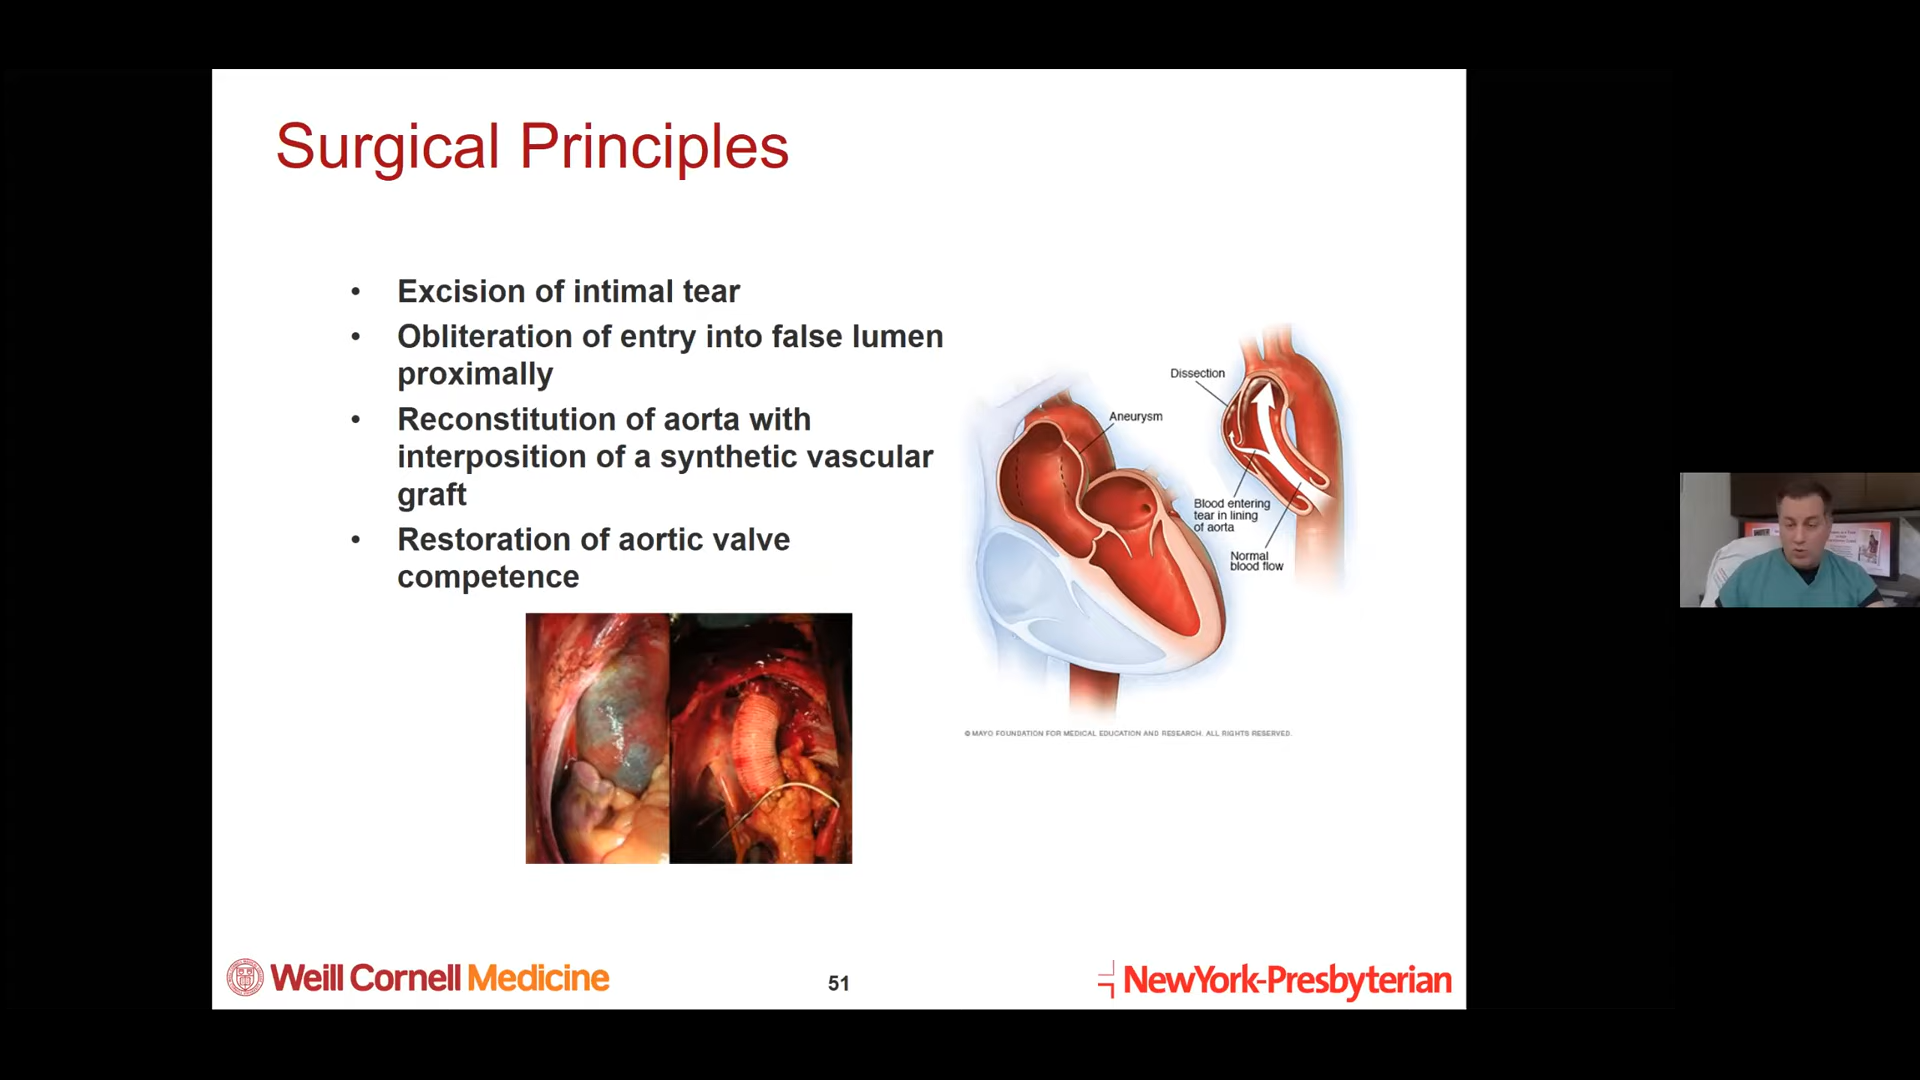 Surgical Principles
• Excision of intimal tear
• Obliteration of entry into false lumen
proximally
• Reconstitution of aorta with
interposition of a synthetic vascular
graft
• Restoration of aortic valve
competence
Dissection
Aneurysm
Blood entering
tear in lining
of aorta
Normal
blood flow
© MAYO FOUNDATION FOR MEDICAL EDUCATION AND RESEARCH. ALL RIGHTS RESERVED.
Weill Cornell Medicine
51
NewYork-Presbyterian